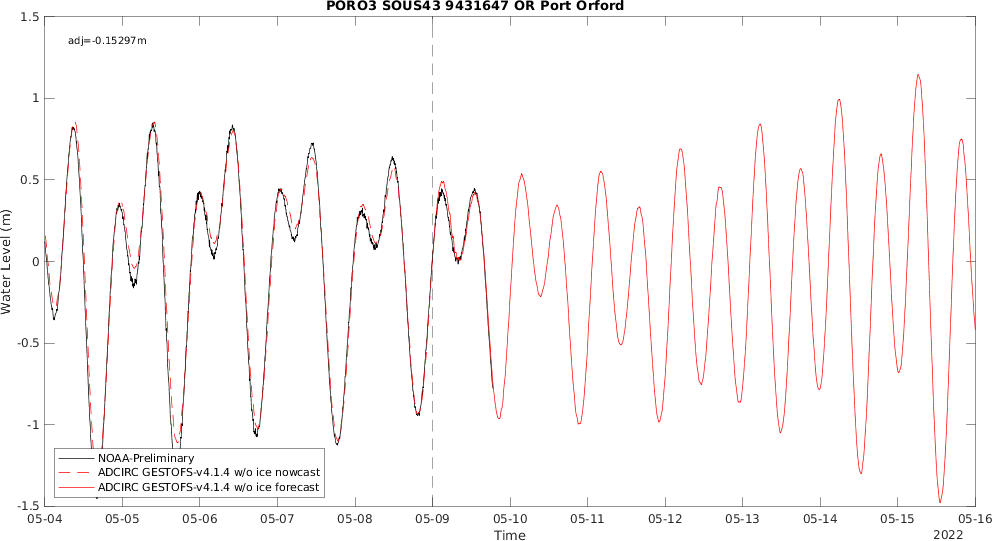 PORO3 SOUS43 9431647 OR Port Orford
adj=-0.15297m
Water Level (m)
1.5
1
0.5
0
-0.5
-1
-1.5
NOAA-Preliminary
ADCIRC GESTOFS-v4.1.4 w/o ice nowcast
ADCIRC GESTOFS-v4.1.4 w/o ice forecast
05-04 05-05 05-06 05-07 05-08 05-09 05-10 05-11 05-12 05-13 05-14 05-15 05-16
Time
2022